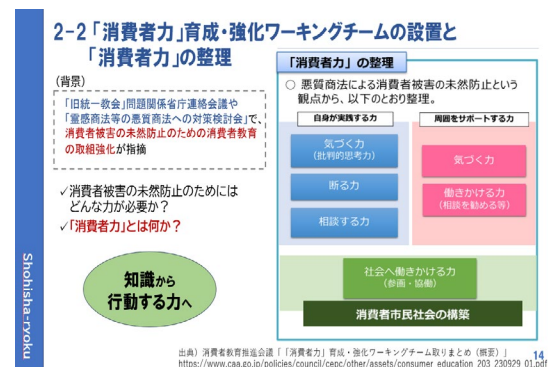 2-2「消費者力」育成・強化ワーキングチームの設置と
「消費者力」の整理
(背景)
「旧統一教会」問題関係省庁連絡会議や
「霊感商法等の悪質商法への対策検討会」で、
消費者被害の未然防止のための消費者教育
の取組強化が指摘
✓消費者被害の未然防止のためには
どんな力が必要か?
✓「消費者力」とは何か?
知識から
行動する力へ
「消費者力」の整理
○ 悪質商法による消費者被害の未然防止という
観点から、以下のとおり整理。
自身が実践する力
気づく力
(批判的思考力)
断る力
相談する力
周囲をサポートする力
気づく力
働きかける力
(相談を勧める等)
社会へ働きかける力
(参画・協働)
消費者市民社会の構築
Shohisha-ryoku
出典)消費者教育推進会議「「消費者力」育成・強化ワーキングチーム取りまとめ(概要)」
https://www.caa.go.jp/policies/council/cepc/other/assets/consumer_education_203_230929_01.pdf
14